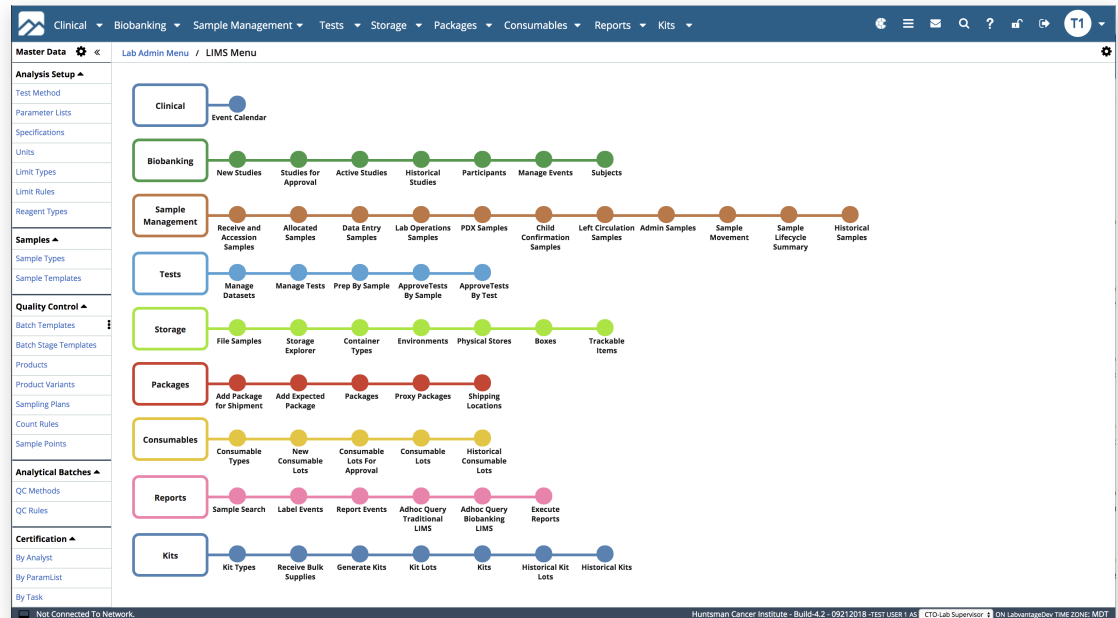 Clinical Biobanking Sample Management Tests Storage Packages Consumables Reports Kits ? T1
Master Data «
Lab Admin Menu / LIMS Menu
Analysis Setup
Test Method
Parameter Lists
Specifications
Units
Limit Types
Limit Rules
Reagent Types
Samples
Sample Types
Sample Templates
Quality Control
Batch Templates
Batch Stage Templates
Products
Product Variants
Sampling Plans
Count Rules
Sample Points
Analytical Batches
QC Methods
QC Rules
Certification
By Analyst
By ParamList
By Task
Clinical
Event Calendar
Biobanking
New Studies
Studies for
Approval
Active Studies
Historical
Studies
Participants
Manage Events
Subjects
Sample
Management
Receive and
Accession
Samples
Allocated
Samples
Data Entry
Samples
Lab Operations
Samples
PDX Samples
Child
Confirmation
Samples
Left Circulation
Samples
Admin Samples
Sample
Movement
Sample
Lifecycle
Summary
Historical
Samples
Tests
Manage
Datasets
Manage Tests
Prep By Sample
ApproveTests
By Sample
ApproveTests
By Test
Storage
File Samples
Storage
Explorer
Container
Types
Environments
Physical Stores
Boxes
Trackable
Items
Packages
Add Package
for Shipment
Add Expected
Package
Packages
Proxy Packages
Shipping
Locations
Consumables
Consumable
Types
New
Consumable
Lots
Consumable
Lots For
Approval
Consumable
Lots
Historical
Consumable
Lots
Reports
Sample Search
Label Events
Report Events
Adhoc Query
Traditional
LIMS
Adhoc Query
Biobanking
LIMS
Execute
Reports
Kits
Kit Types
Receive Bulk
Supplies
Generate Kits
Kit Lots
Kits
Historical Kit
Lots
Historical Kits
Not Connected To Network.
Huntsman Cancer Institute - Build-4.2 - 09212018 -TEST USER 1 AS CTO-Lab Supervisor ON LabvantageDev TIME ZONE: MDT